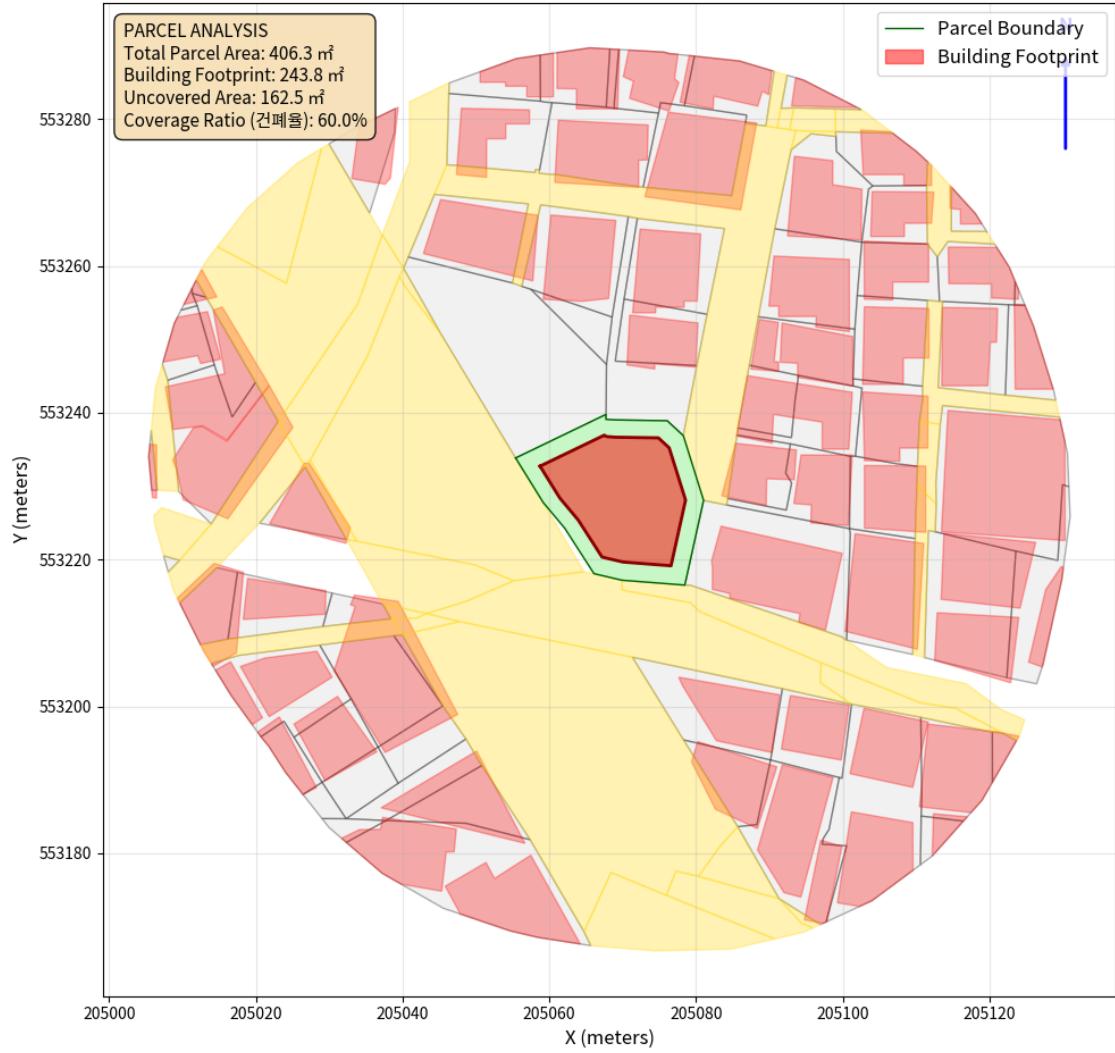 PARCEL ANALYSIS
Total Parcel Area: 406.3 ㎡
Building Footprint: 243.8 ㎡
Uncovered Area: 162.5 ㎡
Coverage Ratio (건폐율): 60.0%
Parcel Boundary
Building Footprint
N
553280
553260
553240
553220
553200
553180
Y (meters)
205000
205020
205040
205060
205080
205100
205120
X (meters)